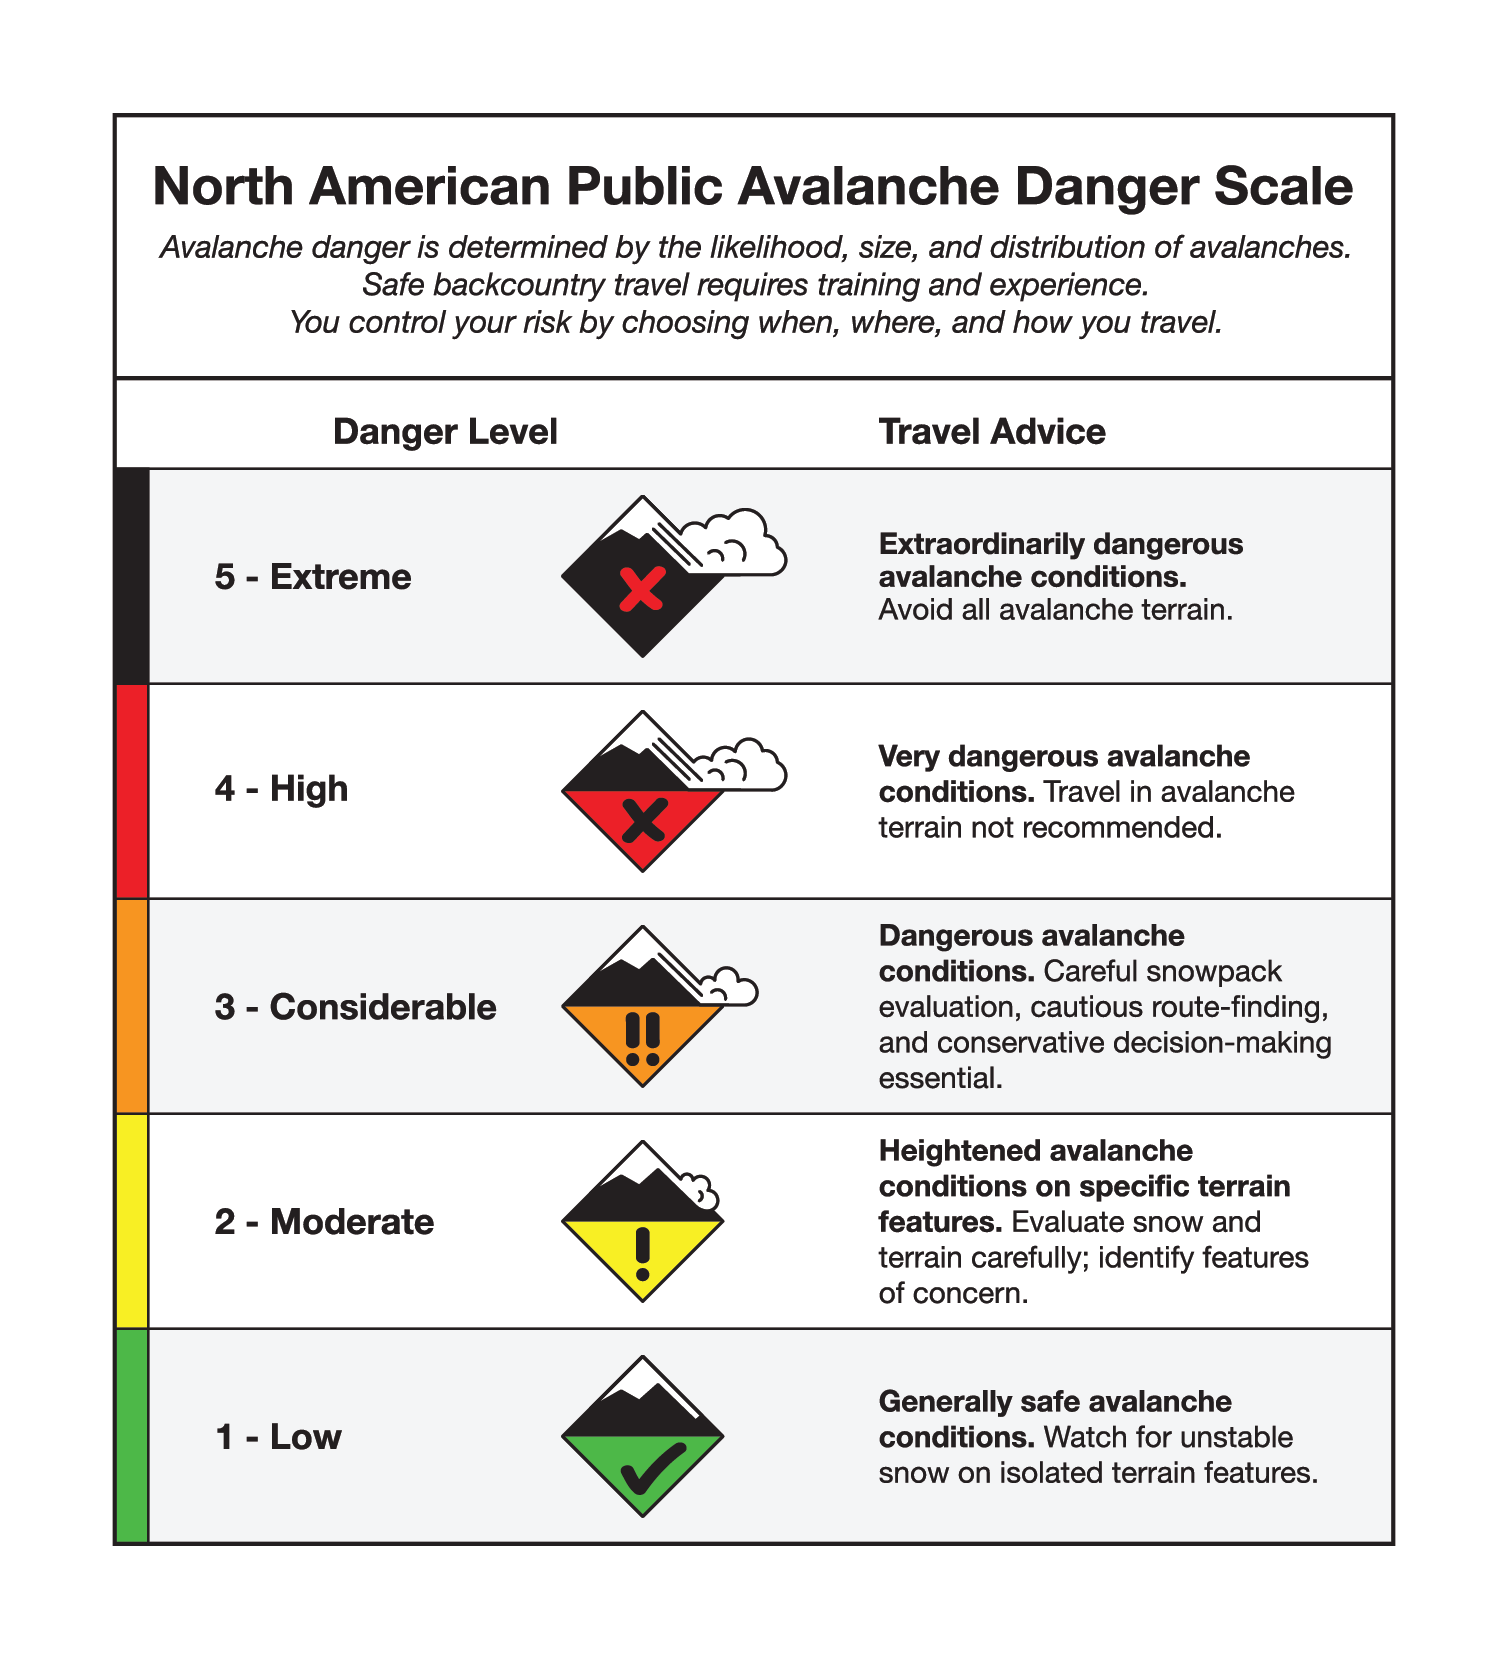 North American Public Avalanche Danger Scale
Avalanche danger is determined by the likelihood, size, and distribution of avalanches.
Safe backcountry travel requires training and experience.
You control your risk by choosing when, where, and how you travel.
Danger Level
Travel Advice
5 - Extreme
Extraordinarily dangerous
avalanche conditions.
Avoid all avalanche terrain.
4 - High
Very dangerous avalanche
conditions. Travel in avalanche
terrain not recommended.
3 - Considerable
!!
Dangerous avalanche
conditions. Careful snowpack
evaluation, cautious route-finding,
and conservative decision-making
essential.
2 - Moderate
!
Heightened avalanche
conditions on specific terrain
features. Evaluate snow and
terrain carefully; identify features
of concern.
1 - Low
Generally safe avalanche
conditions. Watch for unstable
snow on isolated terrain features.